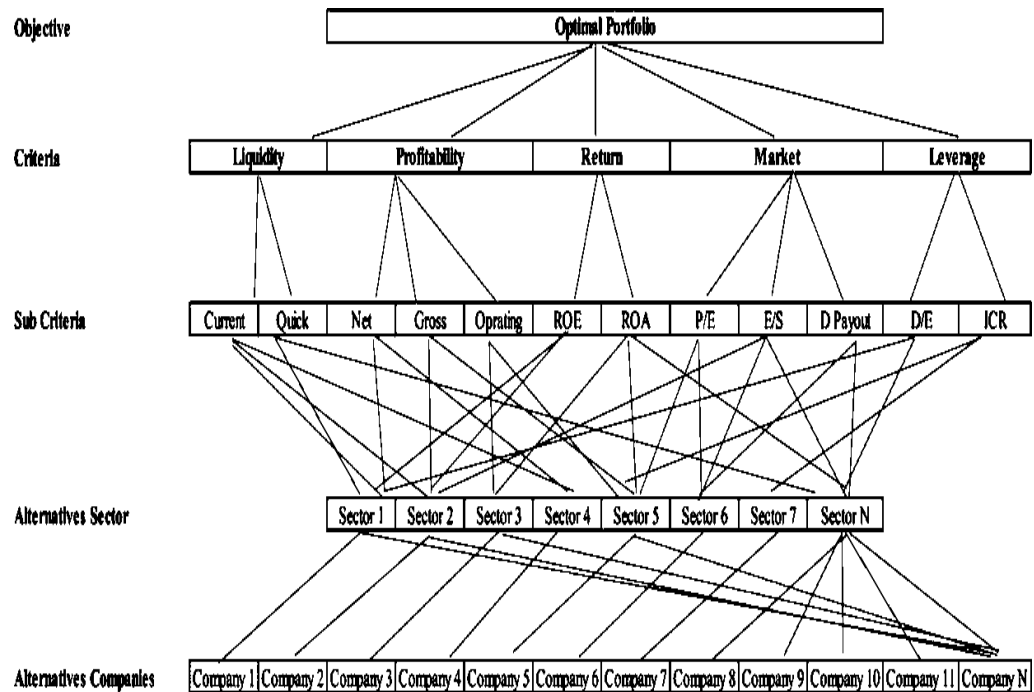 Objective
Optimal Portfolio
Criteria
Liquidity Profitability Return Market Leverage
Sub Criteria
Current Quick Net Gross Oprating ROE ROA P/E E/S D Payout D/E ICR
Alternatives Sector
Sector 1 Sector 2 Sector 3 Sector 4 Sector 5 Sector 6 Sector 7 Sector N
Alternatives Companies
Company 1 Company 2 Company 3 Company 4 Company 5 Company 6 Company 7 Company 8 Company 9 Company 10 Company 11 Company N